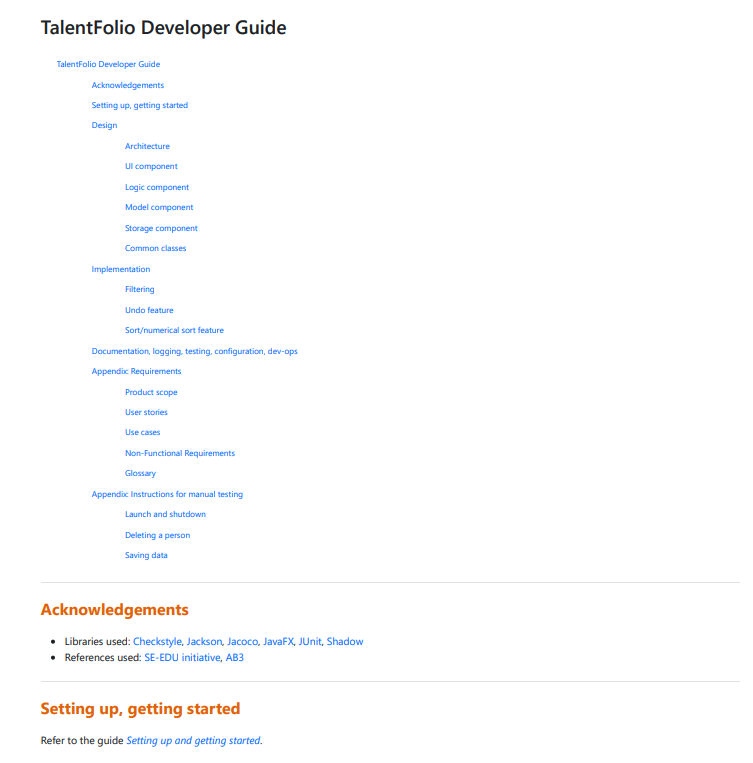 TalentFolio Developer Guide
TalentFolio Developer Guide
Acknowledgements
Setting up, getting started
Design
Architecture
UI component
Logic component
Model component
Storage component
Common classes
Implementation
Filtering
Undo feature
Sort/numerical sort feature
Documentation, logging, testing, configuration, dev-ops
Appendix: Requirements
Product scope
User stories
Use cases
Non-Functional Requirements
Glossary
Appendix: Instructions for manual testing
Launch and shutdown
Deleting a person
Saving data
Acknowledgements
• Libraries used: Checkstyle, Jackson, Jacoco, JavaFX, JUnit, Shadow
• References used: SE-EDU initiative, AB3
Setting up, getting started
Refer to the guide Setting up and getting started.